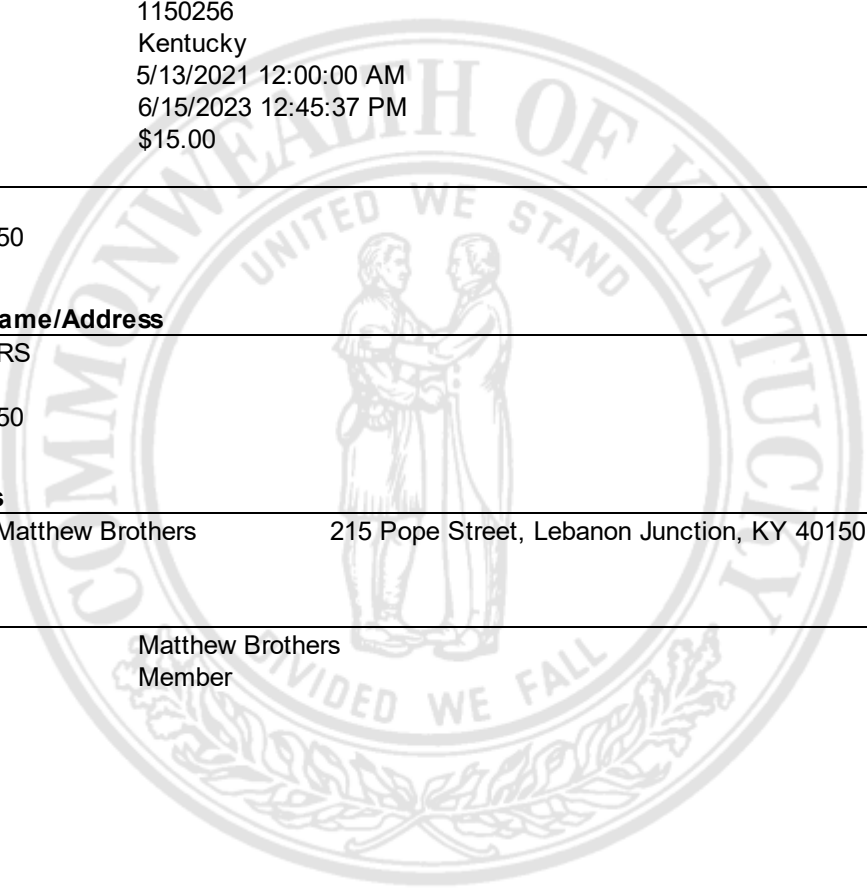 1150256
Kentucky
5/13/2021 12:00:00 AM
6/15/2023 12:45:37 PM
$15.00
COMMONWEALTH OF KENTUCKY
UNITED WE STAND
50
ame/Address
RS
50
s
Matthew Brothers 215 Pope Street, Lebanon Junction, KY 40150
Matthew Brothers
Member
DIVIDED WE FALL